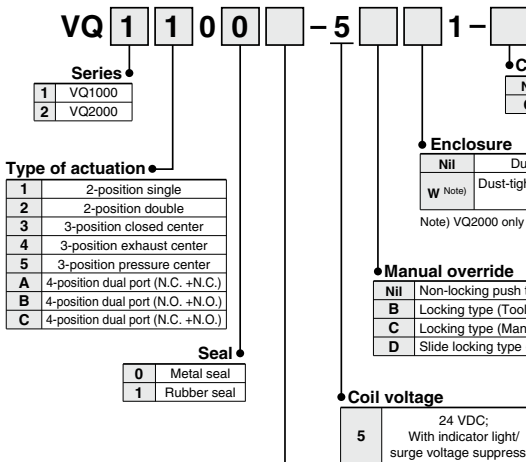 VQ 1 1 0 0 – 5 1 –
Series
1 VQ1000
2 VQ2000
Type of actuation
1 2-position single
2 2-position double
3 3-position closed center
4 3-position exhaust center
5 3-position pressure center
A 4-position dual port (N.C. +N.C.)
B 4-position dual port (N.O. +N.O.)
C 4-position dual port (N.C. +N.O.)
Seal
0 Metal seal
1 Rubber seal
Enclosure
Nil
W Note)
Note) VQ2000 only
Manual override
Nil Non-locking push
B Locking type
C Locking type
D Slide locking type
Coil voltage
5 24 VDC;
With indicator light/
surge voltage